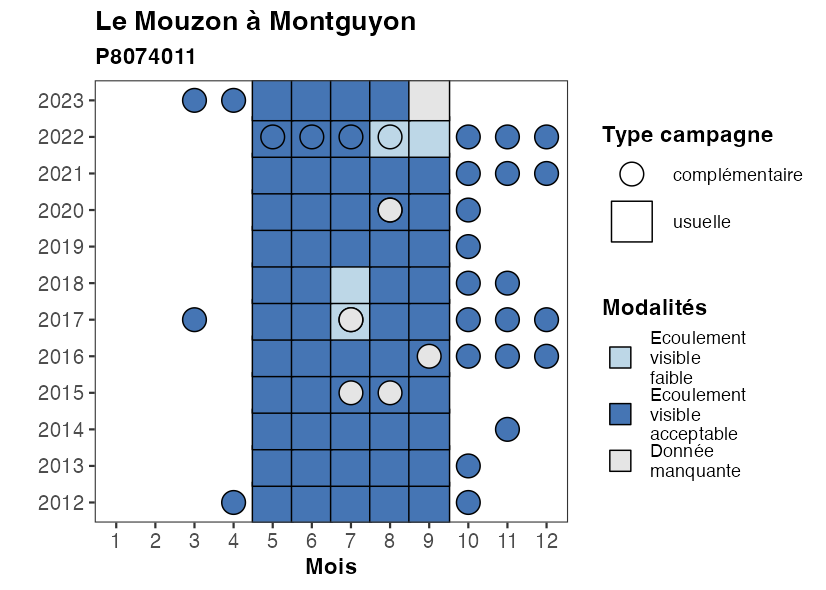 Le Mouzon à Montguyon
P8074011
2023
2022
2021
2020
2019
2018
2017
2016
2015
2014
2013
2012
1 2 3 4 5 6 7 8 9 10 11 12
Mois
Type campagne
complémentaire
usuelle
Modalités
Ecoulement
visible
faible
Ecoulement
visible
acceptable
Donnée
manquante